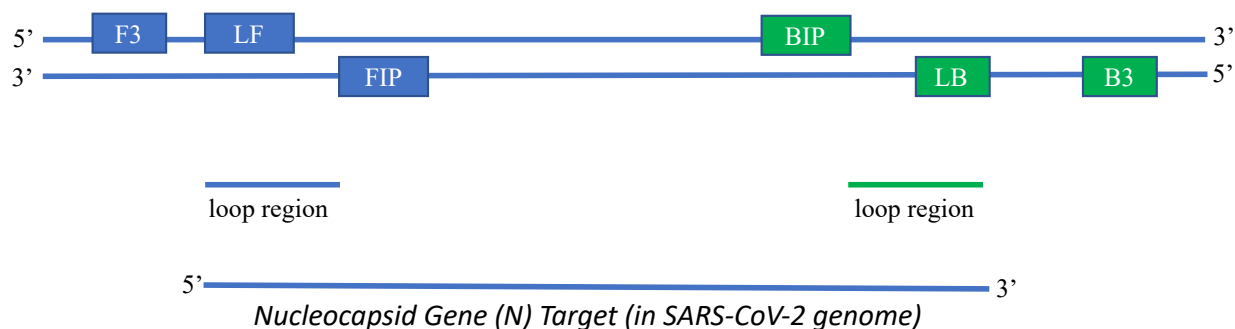 F3 LF BIP
5’ 3’
3’ 5’
FIP LB B3
loop region loop region
5’ 3’
Nucleocapsid Gene (N) Target (in SARS-CoV-2 genome)